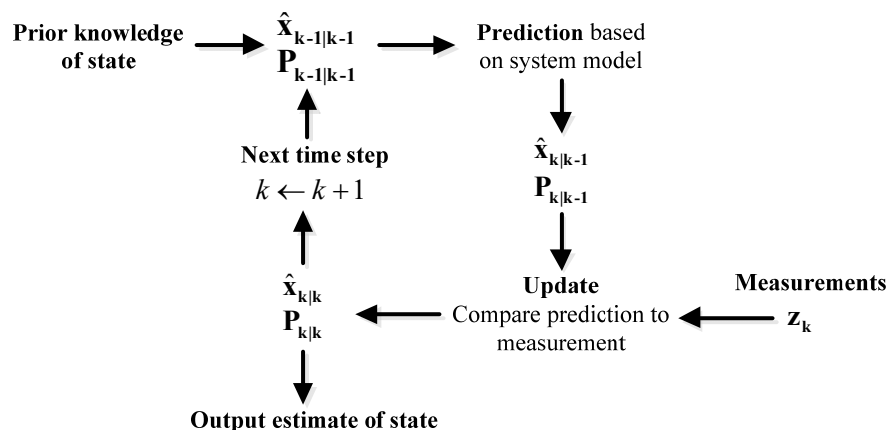 Prior knowledge
of state
x̂ₖ₋₁|ₖ₋₁
Pₖ₋₁|ₖ₋₁
Prediction based
on system model
Next time step
k ← k + 1
x̂ₖ|ₖ₋₁
Pₖ|ₖ₋₁
x̂ₖ|ₖ
Pₖ|ₖ
Update
Compare prediction to
measurement
Measurements
zₖ
Output estimate of state